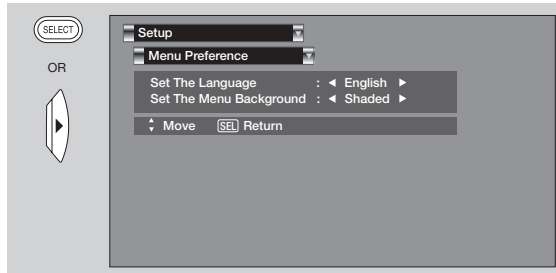 SELECT
OR
Setup
Menu Preference
Set The Language : ◀ English ▶
Set The Menu Background : ◀ Shaded ▶
Move SEL Return